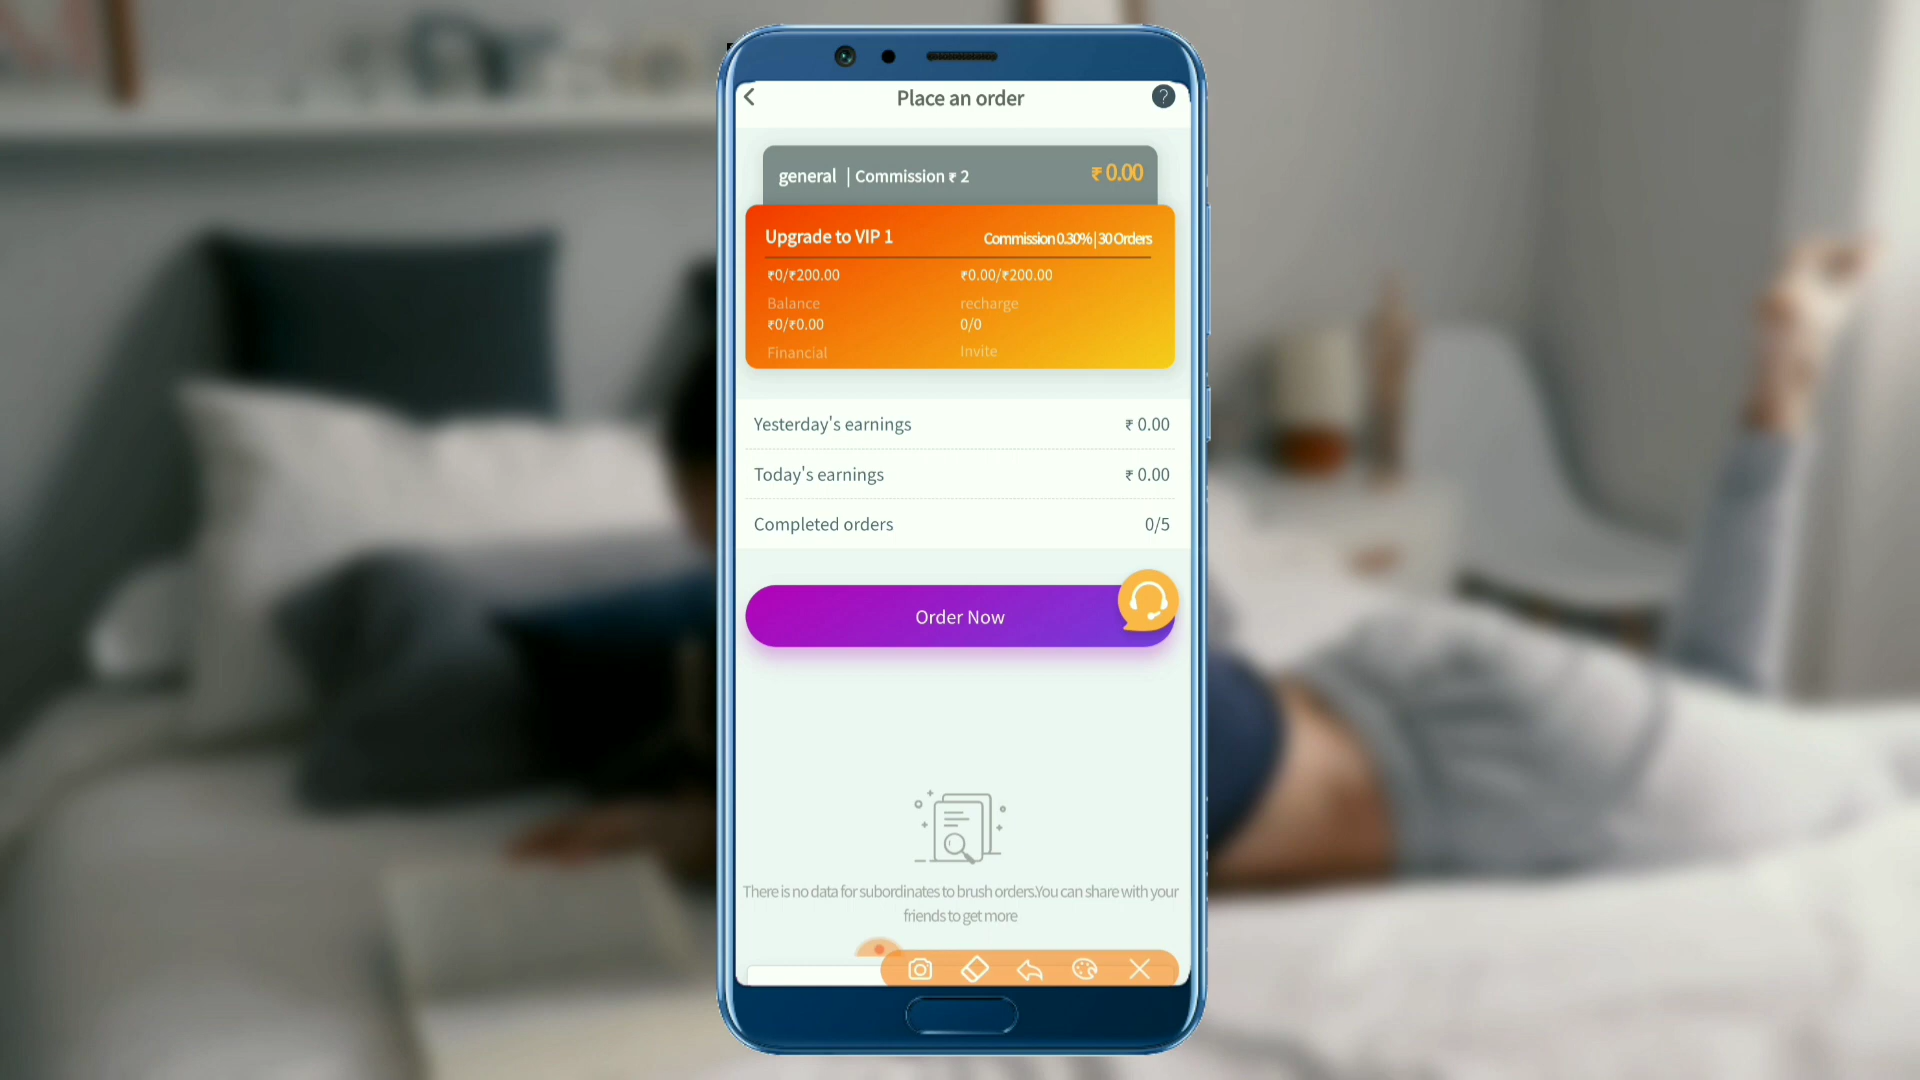 Place an order
?
general | Commission ₹ 2 ₹ 0.00
Upgrade to VIP 1 Commission 0.30% | 30 Orders
₹0/₹200.00 ₹0.00/₹200.00
Balance recharge
₹0/₹0.00 0/0
Financial Invite
Yesterday's earnings ₹ 0.00
Today's earnings ₹ 0.00
Completed orders 0/5
Order Now
There is no data for subordinates to brush orders.You can share with your
friends to get more